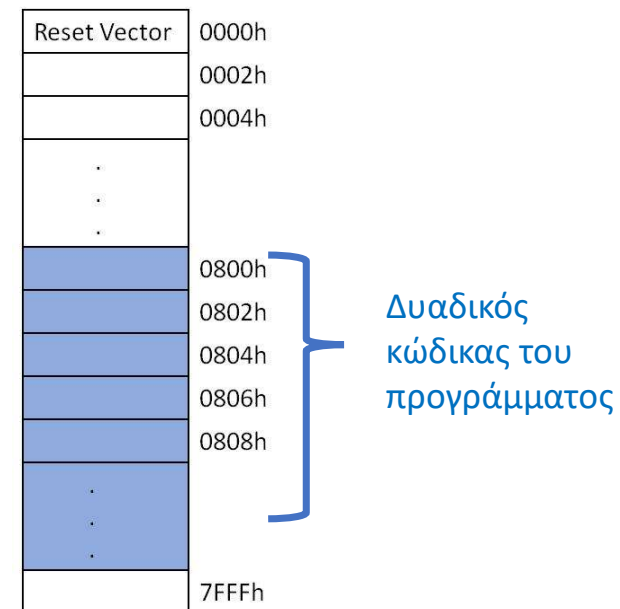 Reset Vector 0000h
0002h
0004h
.
.
.
0800h
0802h
0804h
0806h
0808h
Δυαδικός
κώδικας του
προγράμματος
.
.
.
7FFFh